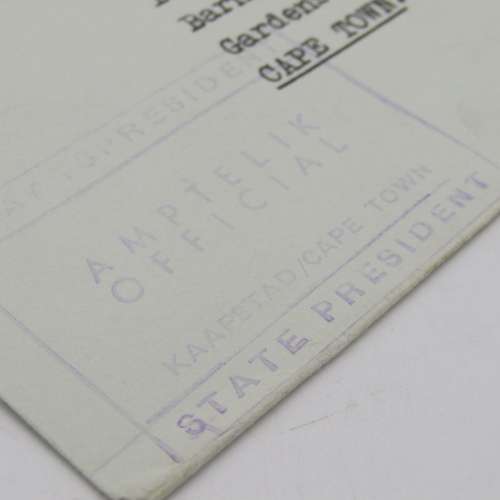 Gardens
CAPE TOWN.
AMPTELIK
OFFICIAL
KAAPSTAD/CAPE TOWN
STATE PRESIDENT